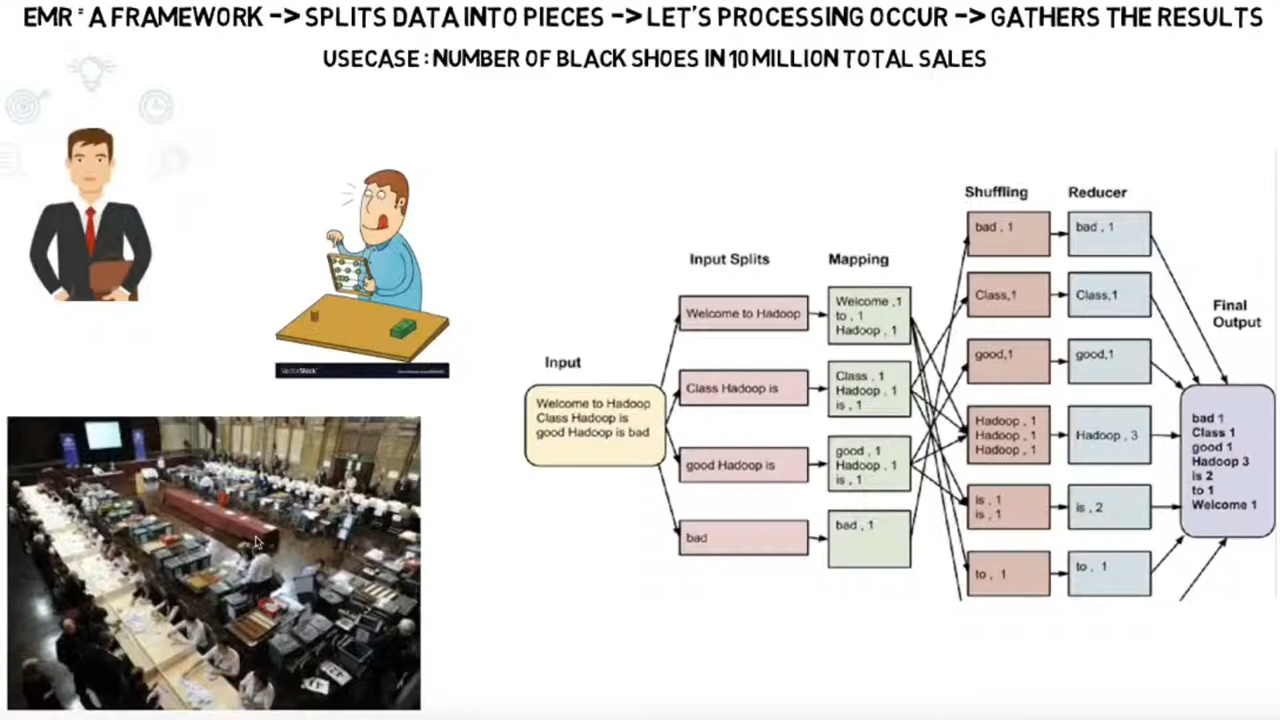 EMR = A FRAMEWORK -> SPLITS DATA INTO PIECES -> LET'S PROCESSING OCCUR -> GATHERS THE RESULTS
USECASE : NUMBER OF BLACK SHOES IN 10 MILLION TOTAL SALES
VectorStock
Input
Welcome to Hadoop
Class Hadoop is
good Hadoop is bad
Input Splits
Welcome to Hadoop
Class Hadoop is
good Hadoop is
bad
Mapping
Welcome ,1
to , 1
Hadoop , 1
Class , 1
Hadoop , 1
is , 1
good , 1
Hadoop , 1
is , 1
bad , 1
Shuffling
bad , 1
Class,1
good,1
Hadoop , 1
Hadoop , 1
Hadoop , 1
is , 1
is , 1
to , 1
Reducer
bad , 1
Class,1
good,1
Hadoop , 3
is , 2
to , 1
Final
Output
bad 1
Class 1
good 1
Hadoop 3
is 2
to 1
Welcome 1